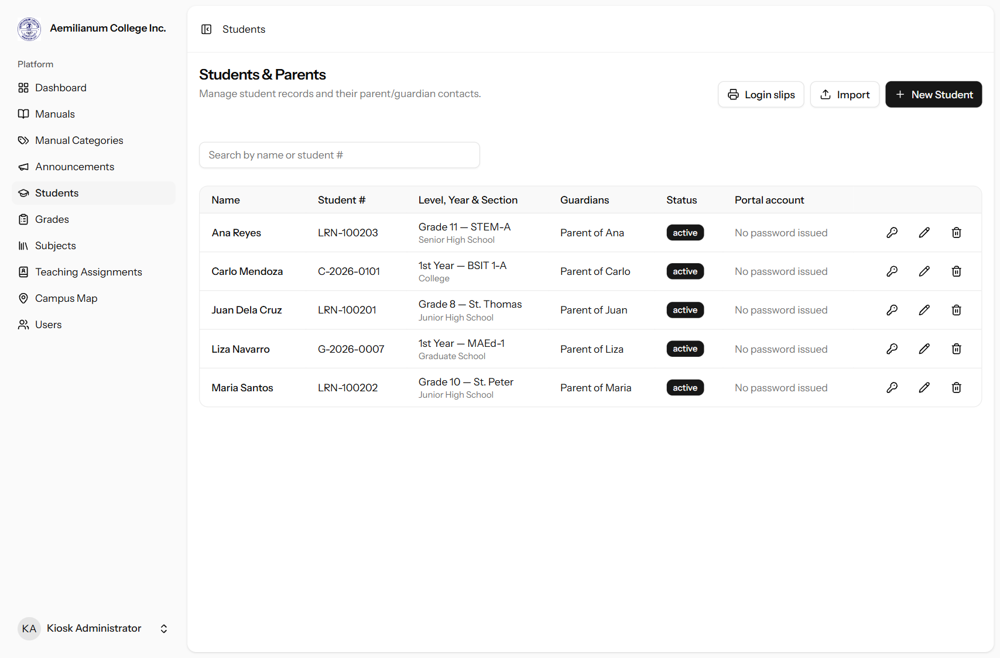 Aemilianum College Inc.
Platform
Dashboard
Manuals
Manual Categories
Announcements
Students
Grades
Subjects
Teaching Assignments
Campus Map
Users
KA Kiosk Administrator
Students
Students & Parents
Manage student records and their parent/guardian contacts.
Login slips Import New Student
Search by name or student #
Name Student # Level, Year & Section Guardians Status Portal account
Ana Reyes LRN-100203 Grade 11 — STEM-A Parent of Ana active No password issued
Senior High School
Carlo Mendoza C-2026-0101 1st Year — BSIT 1-A Parent of Carlo active No password issued
College
Juan Dela Cruz LRN-100201 Grade 8 — St. Thomas Parent of Juan active No password issued
Junior High School
Liza Navarro G-2026-0007 1st Year — MAEd-1 Parent of Liza active No password issued
Graduate School
Maria Santos LRN-100202 Grade 10 — St. Peter Parent of Maria active No password issued
Junior High School